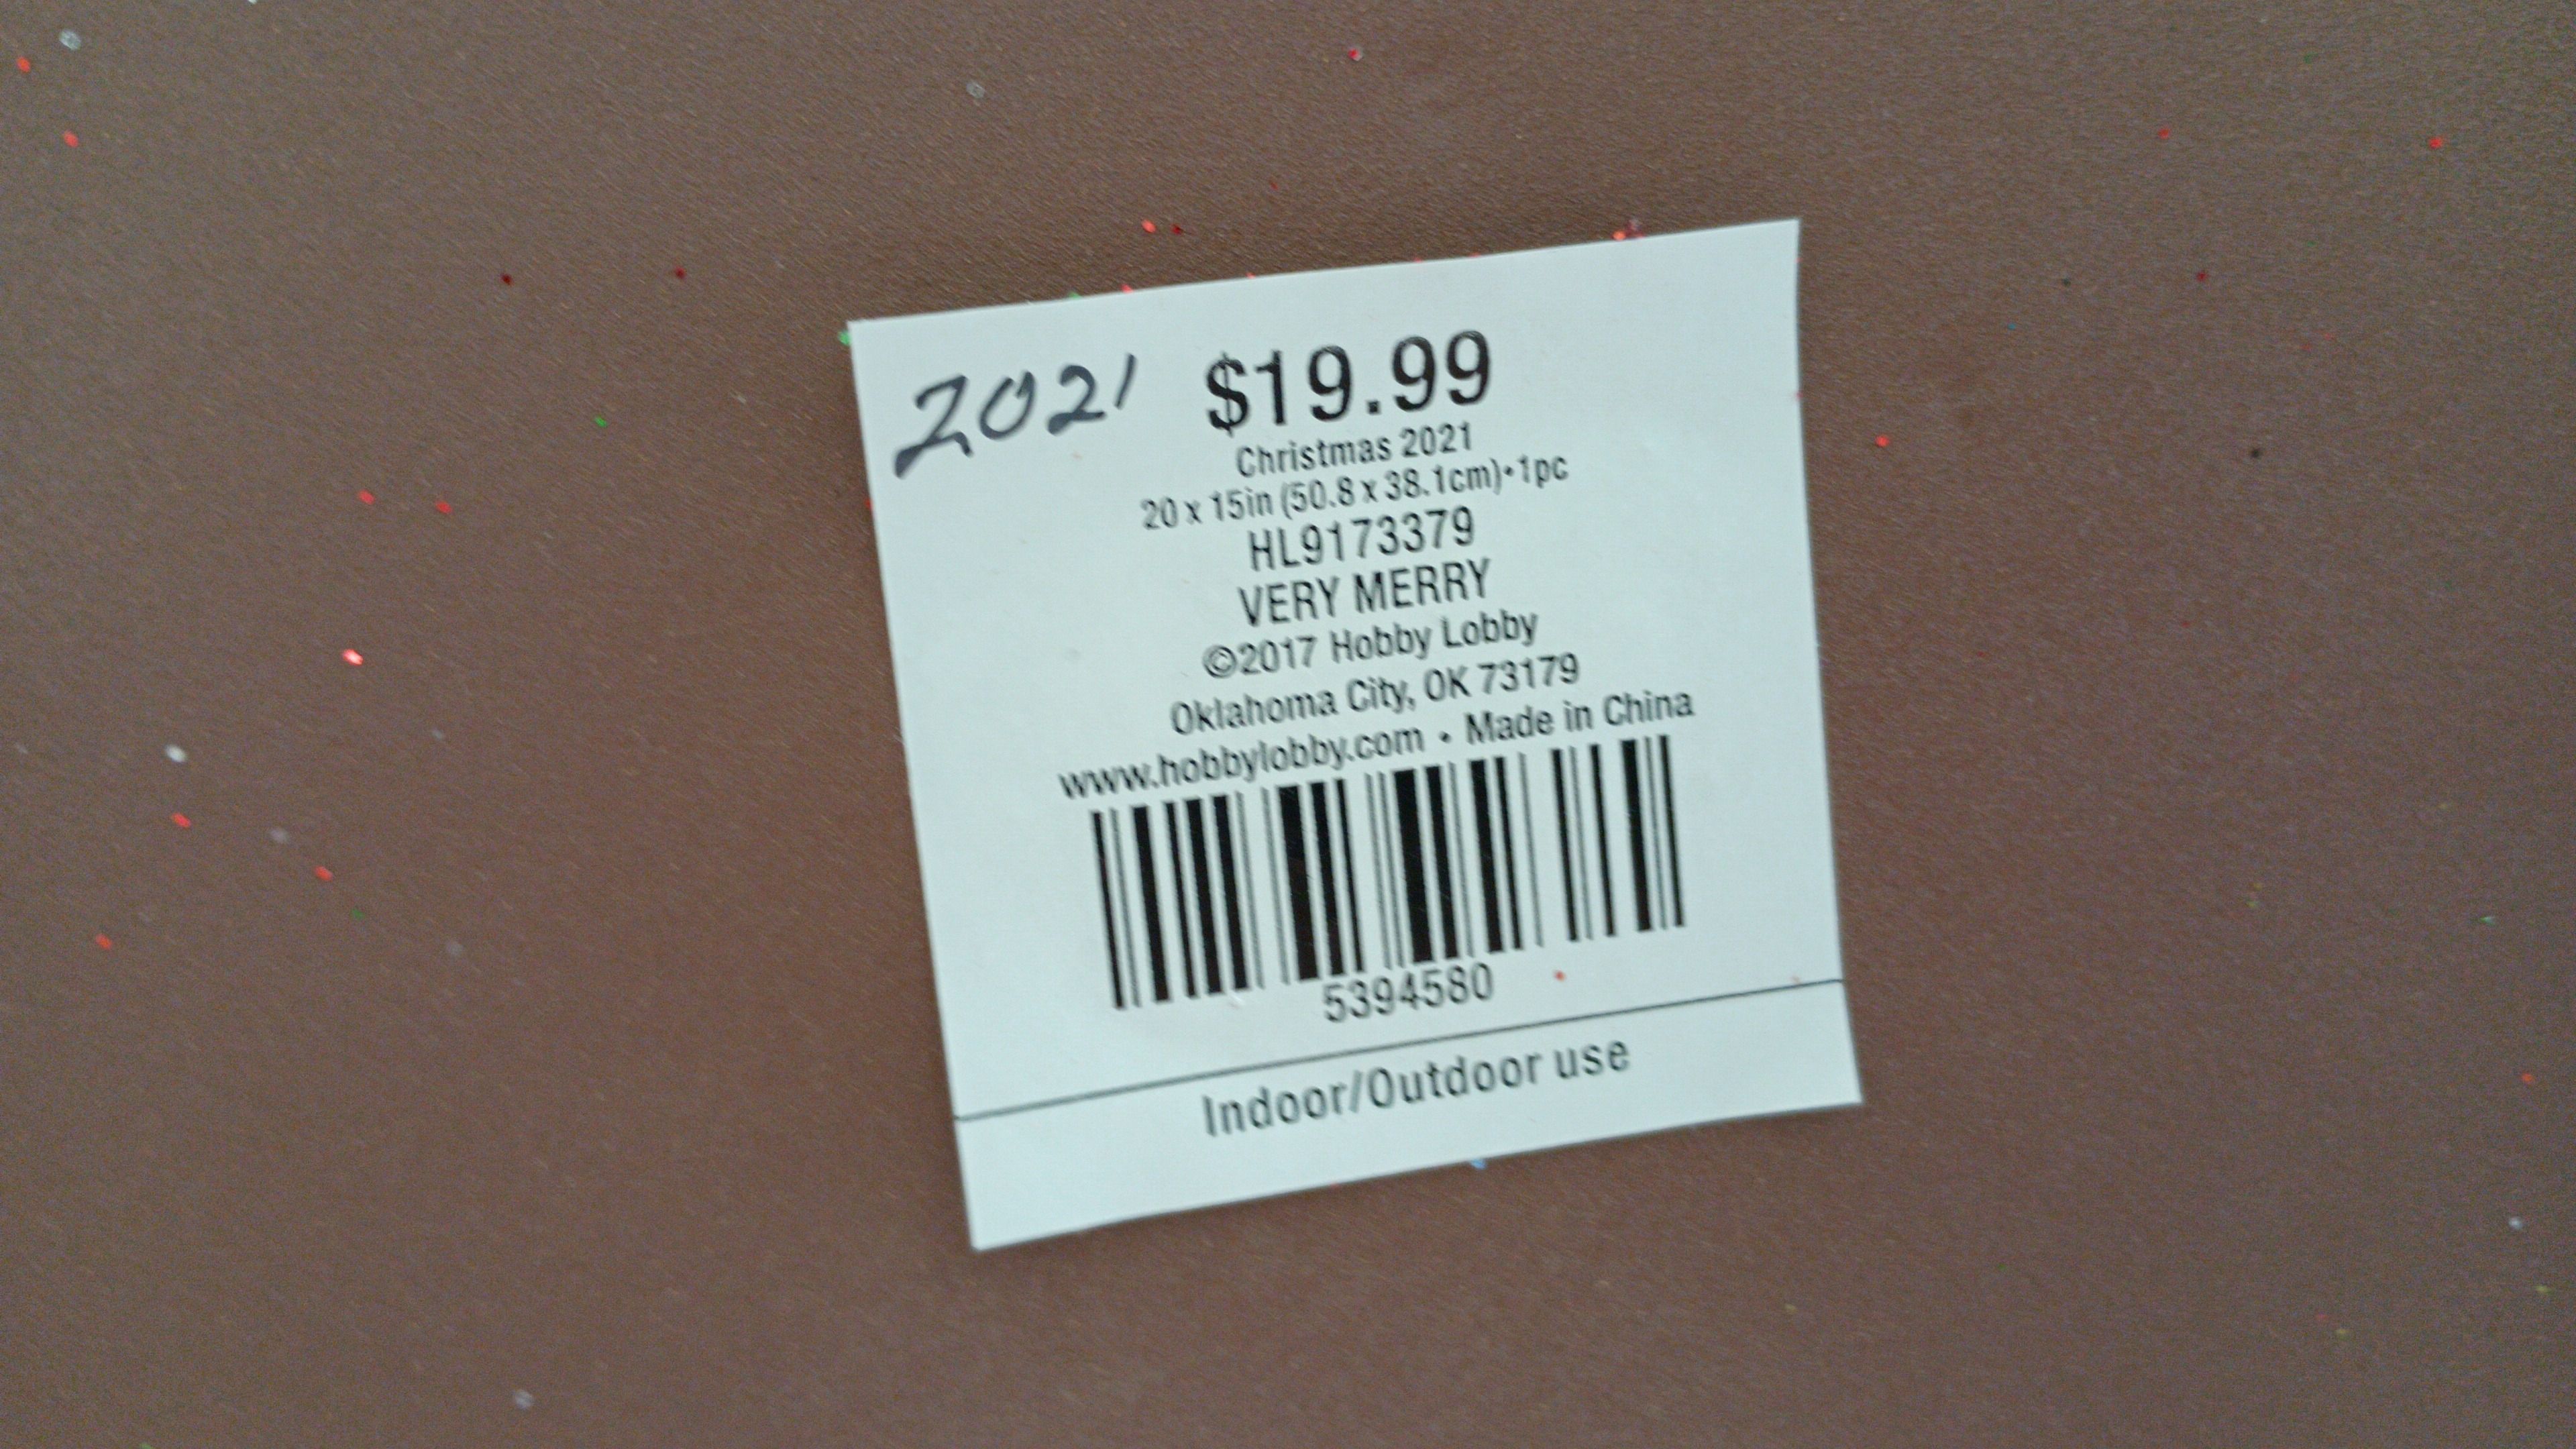 2021 $19.99
Christmas 2021
20 x 15in (50.8 x 38.1cm)•1pc
HL9173379
VERY MERRY
©2017 Hobby Lobby
Oklahoma City, OK 73179
www.hobbylobby.com • Made in China
5394580
Indoor/Outdoor use